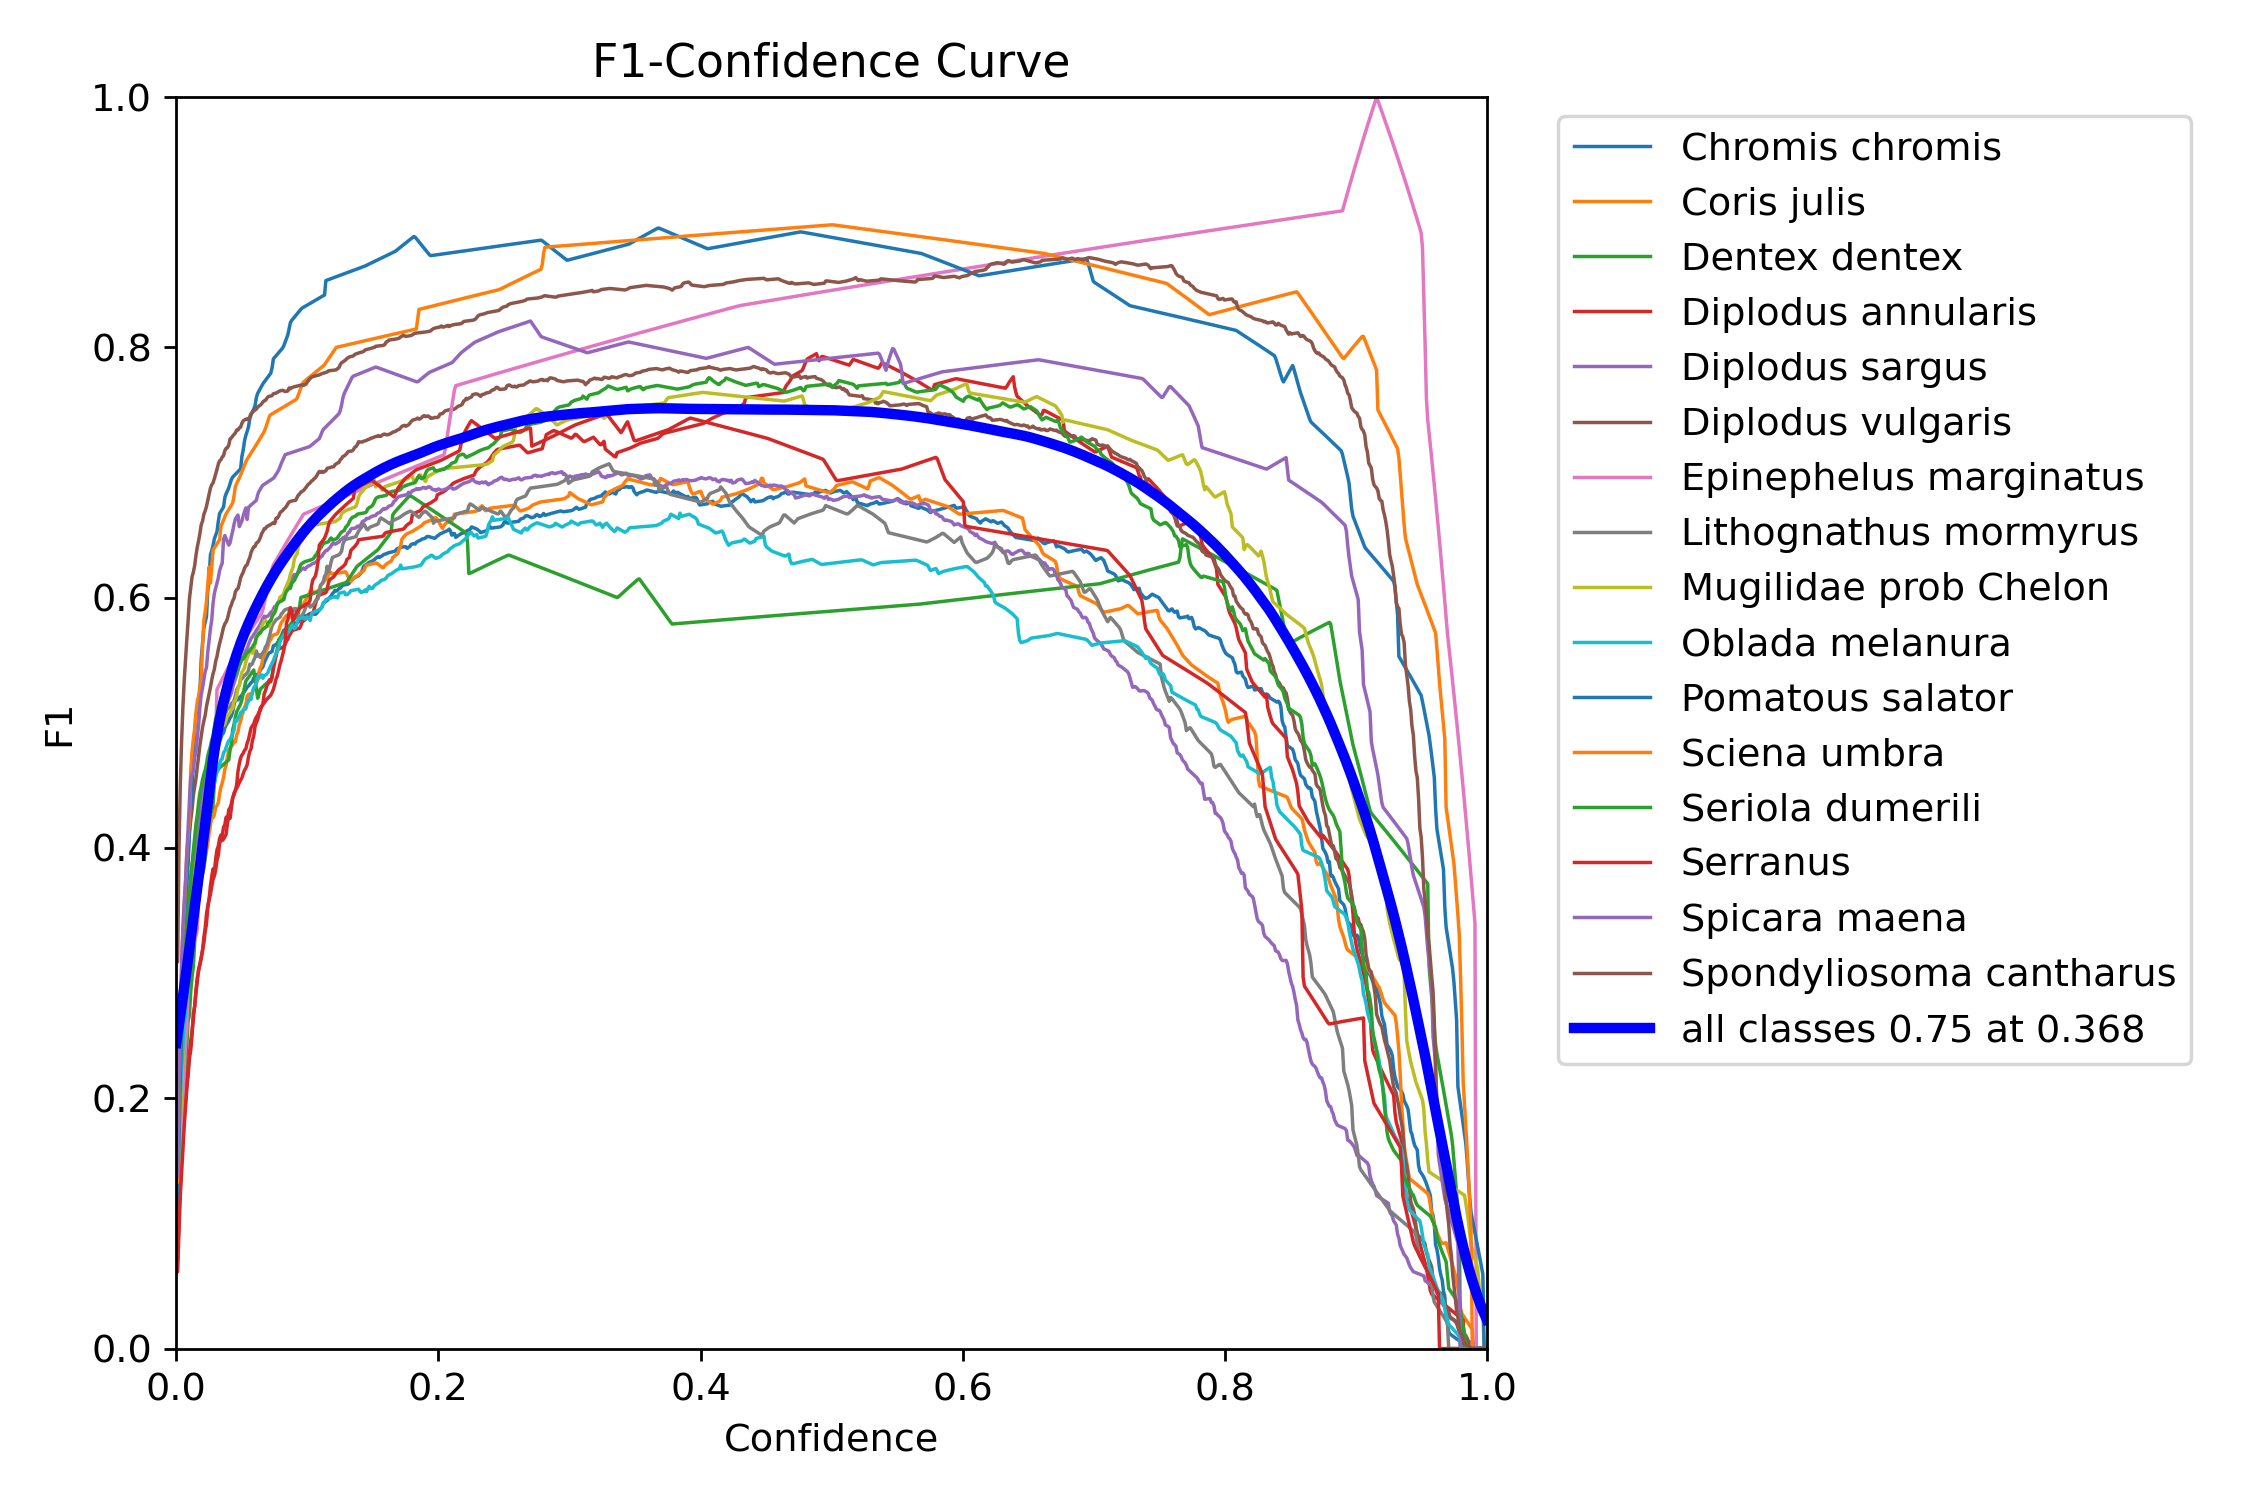 F1-Confidence Curve
1.0
0.8
0.6
0.4
0.2
0.0
F1
0.0 0.2 0.4 0.6 0.8 1.0
Confidence
Chromis chromis
Coris julis
Dentex dentex
Diplodus annularis
Diplodus sargus
Diplodus vulgaris
Epinephelus marginatus
Lithognathus mormyrus
Mugilidae prob Chelon
Oblada melanura
Pomatous salator
Sciena umbra
Seriola dumerili
Serranus
Spicara maena
Spondyliosoma cantharus
all classes 0.75 at 0.368